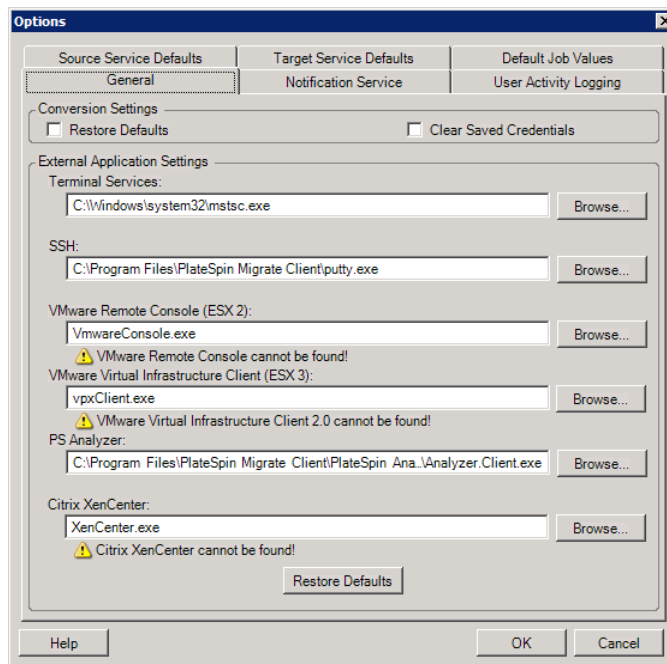 Options
Source Service Defaults
Target Service Defaults
Default Job Values
General
Notification Service
User Activity Logging
Conversion Settings
Restore Defaults
Clear Saved Credentials
External Application Settings
Terminal Services:
C:\Windows\system32\mstsc.exe
Browse...
SSH:
C:\Program Files\PlateSpin Migrate Client\putty.exe
Browse...
VMware Remote Console (ESX 2):
VmwareConsole.exe
Browse...
VMware Remote Console cannot be found!
VMware Virtual Infrastructure Client (ESX 3):
vpxClient.exe
Browse...
VMware Virtual Infrastructure Client 2.0 cannot be found!
PS Analyzer:
C:\Program Files\PlateSpin Migrate Client\PlateSpin Ana..\Analyzer.Client.exe
Browse...
Citrix XenCenter:
XenCenter.exe
Browse...
Citrix XenCenter cannot be found!
Restore Defaults
Help
OK
Cancel